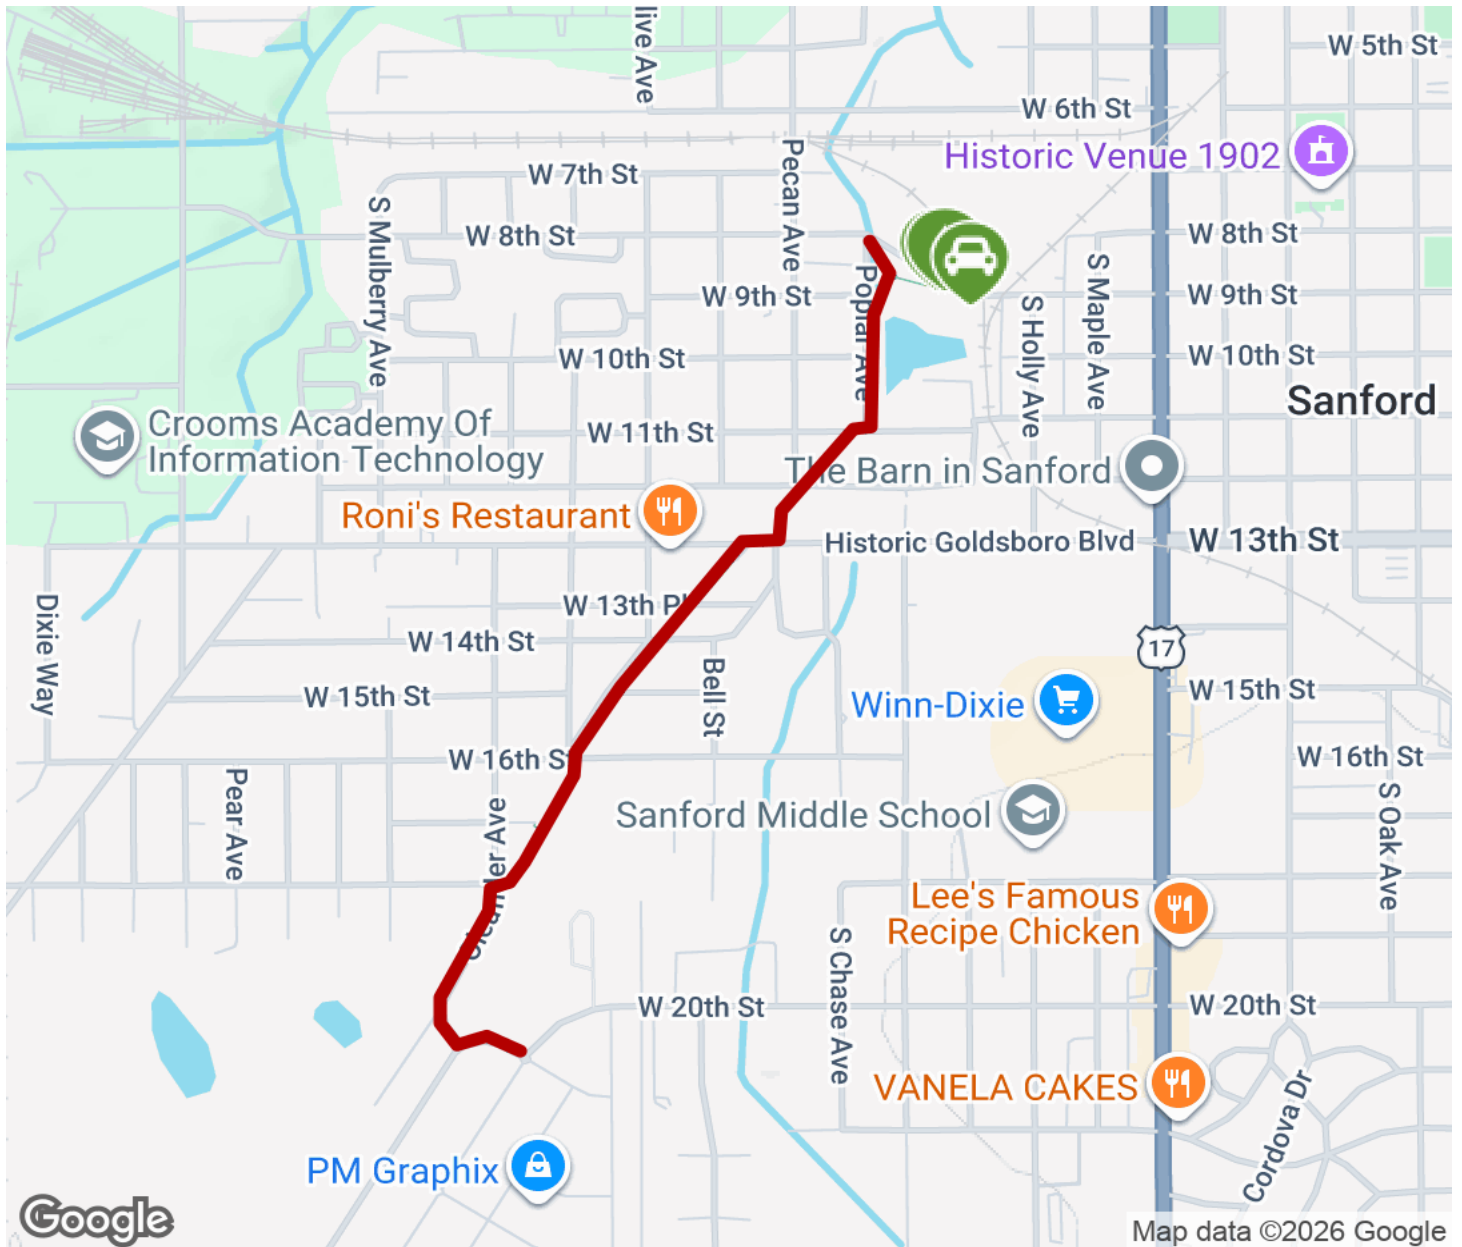 live Ave
W 5th St
W 6th St
Historic Venue 1902
Pecan Ave
W 7th St
S Mulberry Ave
W 8th St
W 8th St
S Maple Ave
Poplar Ave
W 9th St
S Holly Ave
W 9th St
W 10th St
W 10th St
Sanford
Crooms Academy Of
Information Technology
W 11th St
The Barn in Sanford
Roni's Restaurant
Historic Goldsboro Blvd
W 13th St
Dixie Way
W 13th Pl
W 14th St
17
Bell St
W 15th St
W 15th St
Winn-Dixie
W 16th St
W 16th St
Pear Ave
Sanford Middle School
S Oak Ave
er Ave
Lee's Famous
Recipe Chicken
S Chase Ave
W 20th St
W 20th St
VANELA CAKES
Cordova Dr
PM Graphix
Google
Map data ©2026 Google